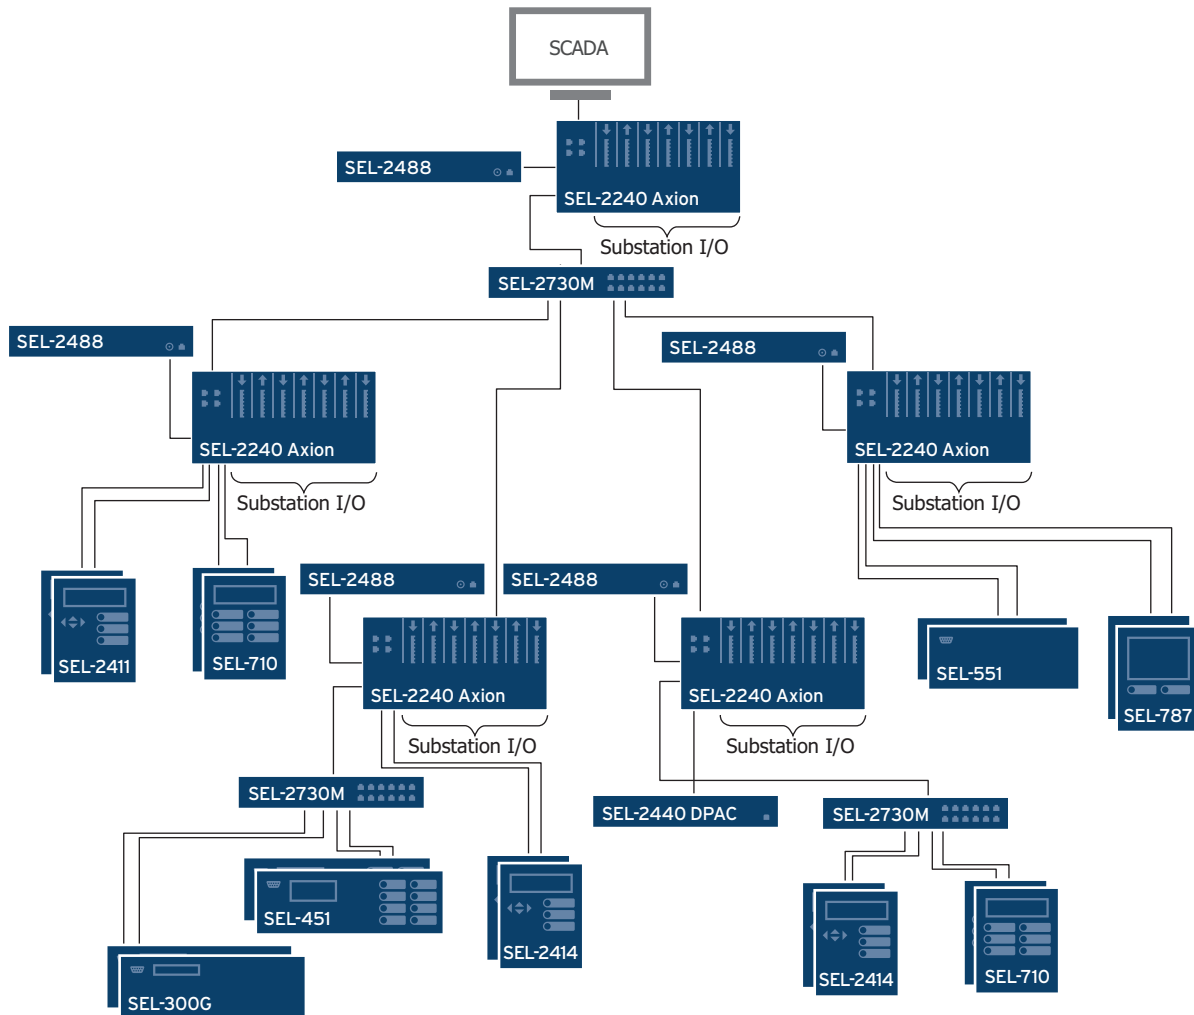 SCADA
SEL-2488
SEL-2240 Axion
Substation I/O
SEL-2730M
SEL-2488
SEL-2488
SEL-2240 Axion
SEL-2240 Axion
Substation I/O
Substation I/O
SEL-2488
SEL-2488
SEL-2411
SEL-710
SEL-551
SEL-2240 Axion
SEL-2240 Axion
SEL-787
Substation I/O
Substation I/O
SEL-2730M
SEL-2440 DPAC
SEL-2730M
SEL-451
SEL-2414
SEL-2414
SEL-710
SEL-300G